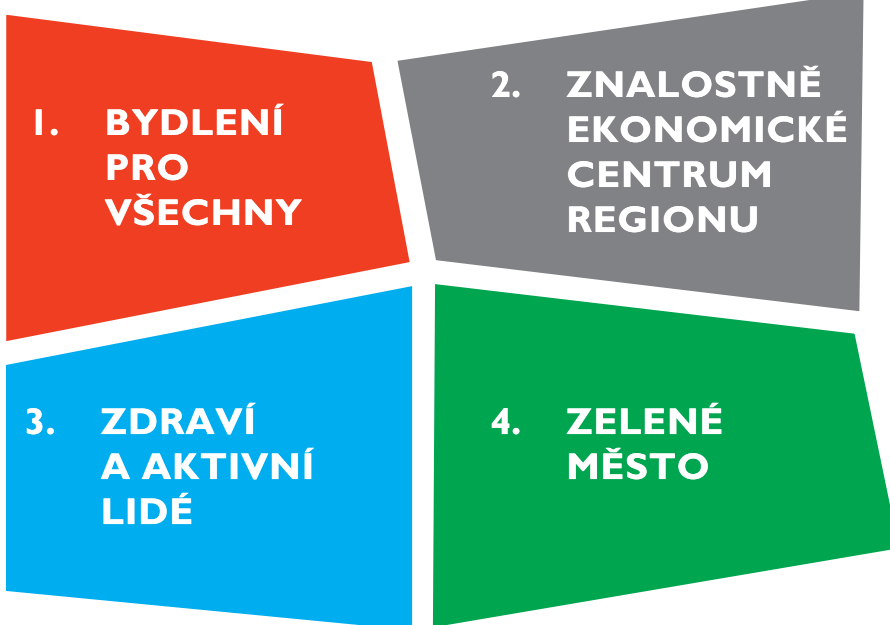 1. BYDLENÍ
PRO
VŠECHNY
2. ZNALOSTNĚ
EKONOMICKÉ
CENTRUM
REGIONU
3. ZDRAVÍ
A AKTIVNÍ
LIDÉ
4. ZELENÉ
MĚSTO